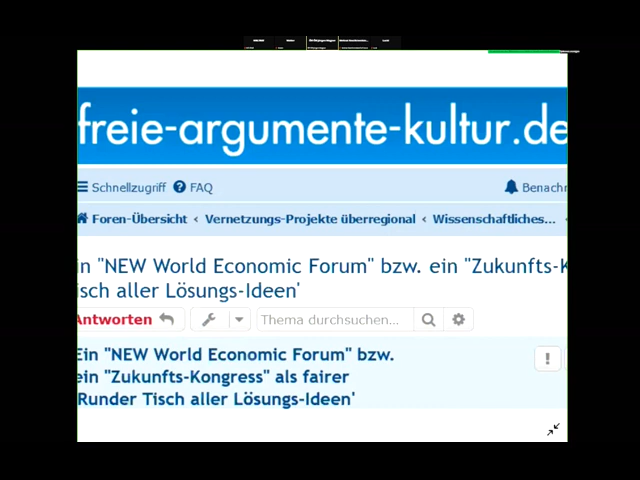 freie-argumente-kultur.de
Schnellzugriff FAQ Benachr
Foren-Übersicht ‹ Vernetzungs-Projekte überregional ‹ Wissenschaftliches... ‹
in "NEW World Economic Forum" bzw. ein "Zukunfts-K
isch aller Lösungs-Ideen'
Antworten Thema durchsuchen...
Ein "NEW World Economic Forum" bzw.
ein "Zukunfts-Kongress" als fairer
Runder Tisch aller Lösungs-Ideen'